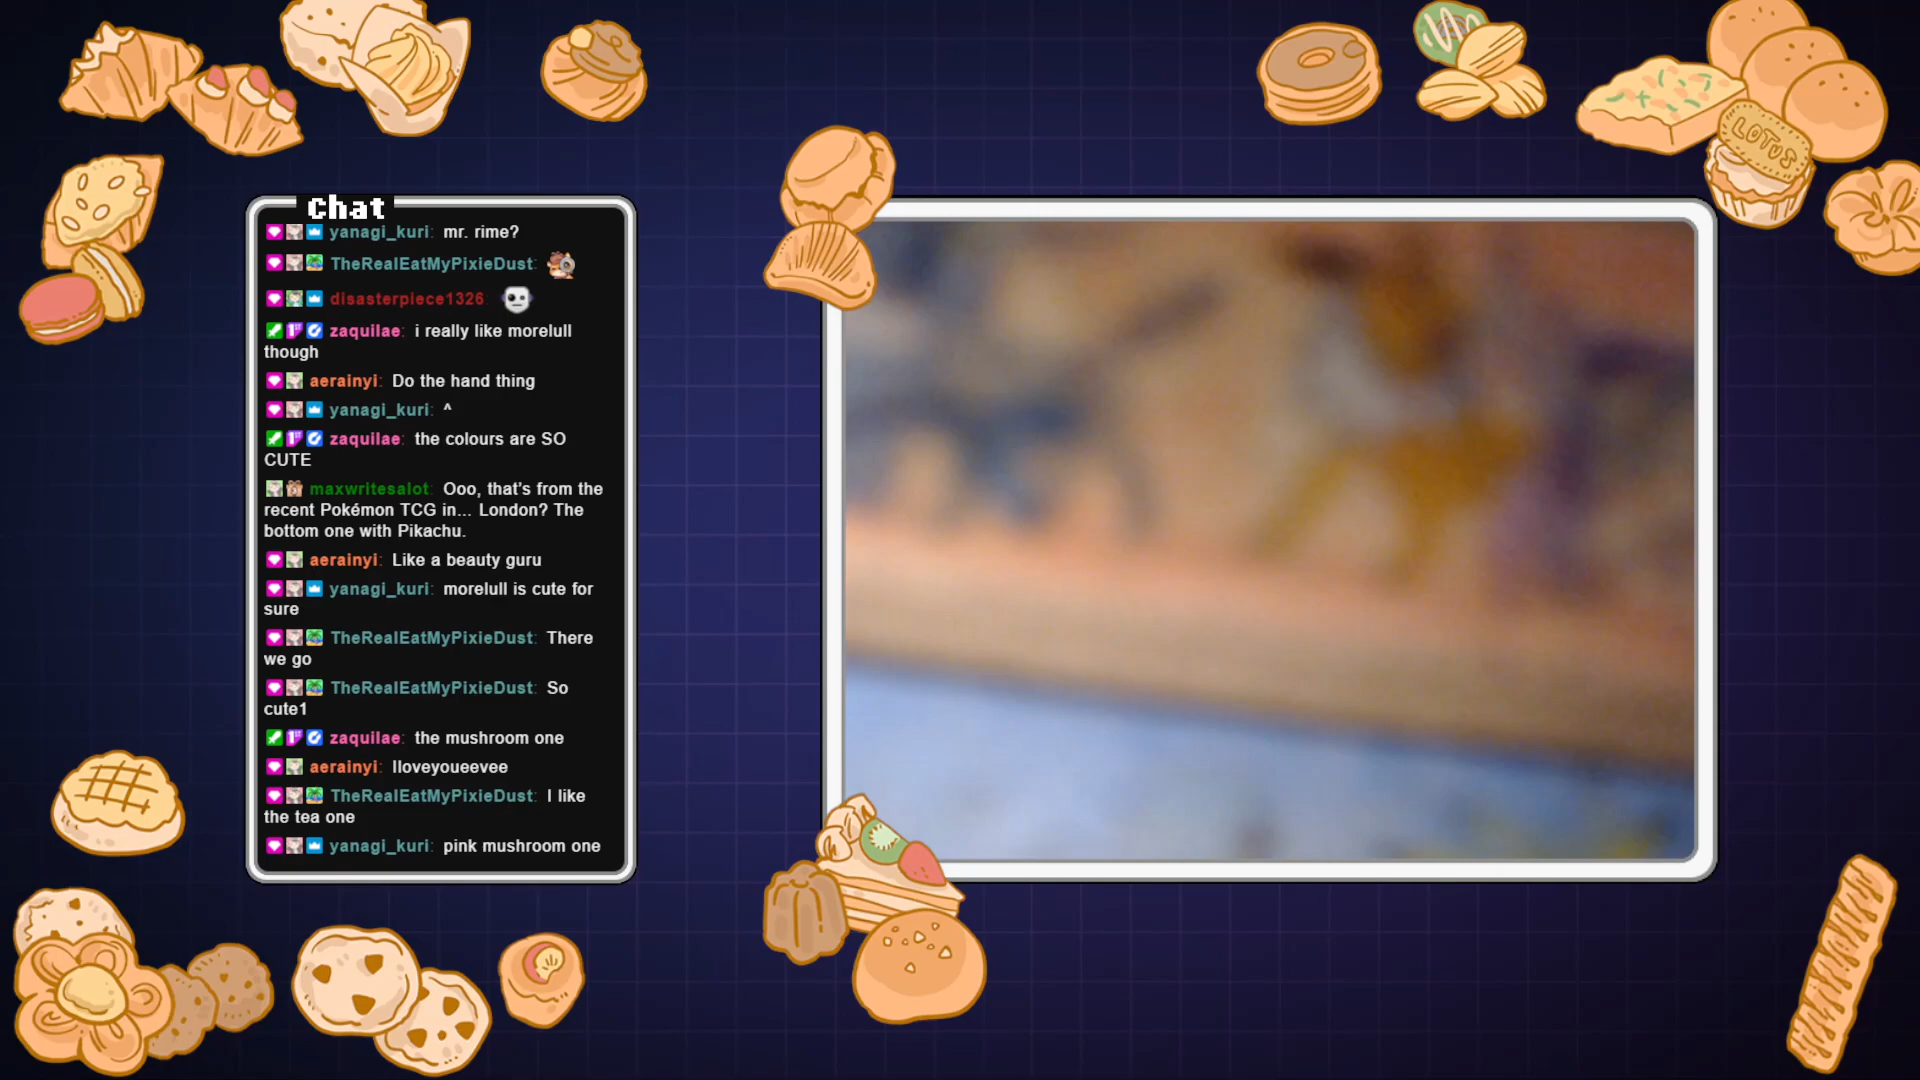 LOTUS
Chat
yanagi_kuri: mr. rime?
TheRealEatMyPixieDust:
disasterpiece1326:
zaquilae: i really like morelull
though
aerainyi: Do the hand thing
yanagi_kuri: ^
zaquilae: the colours are SO
CUTE
maxwritesalot: Ooo, that's from the
recent Pokémon TCG in... London? The
bottom one with Pikachu.
aerainyi: Like a beauty guru
yanagi_kuri: morelull is cute for
sure
TheRealEatMyPixieDust: There
we go
TheRealEatMyPixieDust: So
cute1
zaquilae: the mushroom one
aerainyi: Iloveyoueevee
TheRealEatMyPixieDust: I like
the tea one
yanagi_kuri: pink mushroom one